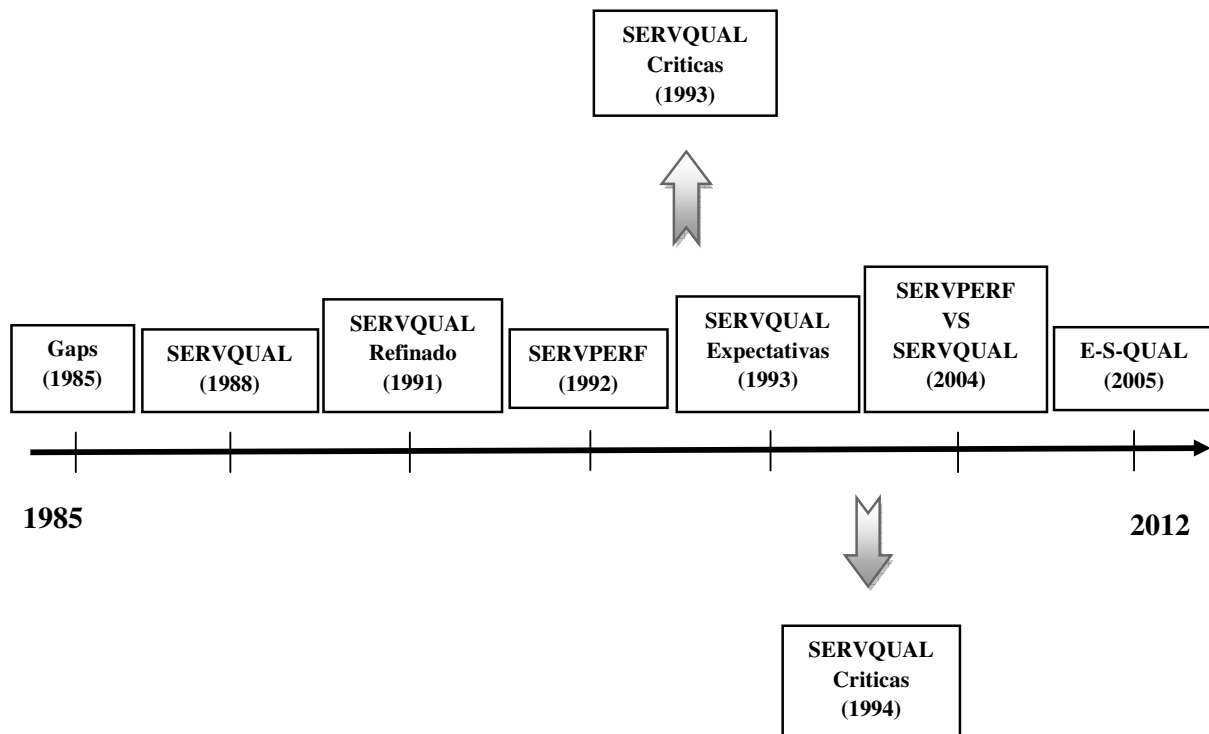 SERVQUAL
Criticas
(1993)
Gaps
(1985)
SERVQUAL
(1988)
SERVQUAL
Refinado
(1991)
SERVPERF
(1992)
SERVQUAL
Expectativas
(1993)
SERVPERF
VS
SERVQUAL
(2004)
E-S-QUAL
(2005)
1985
2012
SERVQUAL
Criticas
(1994)